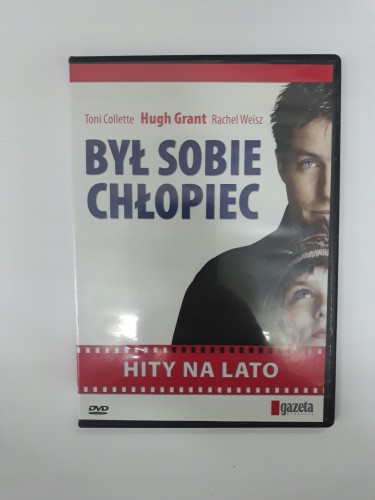 Toni Collette Hugh Grant Rachel Weisz
BYŁ SOBIE
CHŁOPIEC
HITY NA LATO
DVD
gazeta